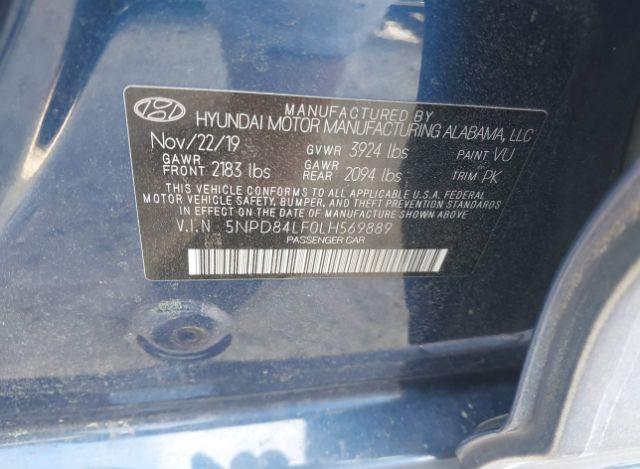 MANUFACTURED BY
HYUNDAI MOTOR MANUFACTURING ALABAMA, LLC
Nov/22/19 GVWR 3924 lbs PAINT VU
GAWR FRONT 2183 lbs GAWR REAR 2094 lbs TRIM PK
THIS VEHICLE CONFORMS TO ALL APPLICABLE U.S.A. FEDERAL
MOTOR VEHICLE SAFETY, BUMPER, AND THEFT PREVENTION STANDARDS
IN EFFECT ON THE DATE OF MANUFACTURE SHOWN ABOVE
V.I.N 5NPD84LF0LH569889
PASSENGER CAR